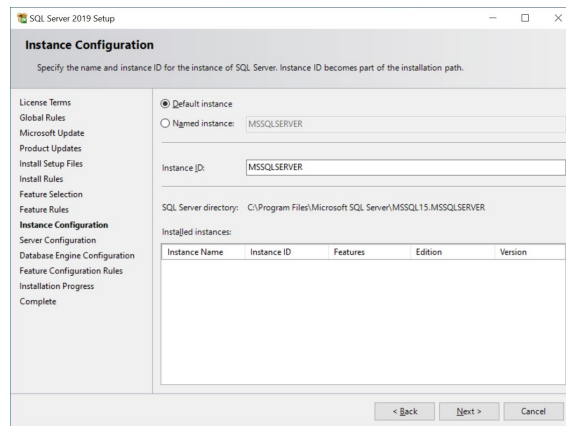 SQL Server 2019 Setup
Instance Configuration
Specify the name and instance ID for the instance of SQL Server. Instance ID becomes part of the installation path.
License Terms
Global Rules
Microsoft Update
Product Updates
Install Setup Files
Install Rules
Feature Selection
Feature Rules
Instance Configuration
Server Configuration
Database Engine Configuration
Feature Configuration Rules
Installation Progress
Complete
Default instance
Named instance: MSSQLSERVER
Instance ID: MSSQLSERVER
SQL Server directory: C:\Program Files\Microsoft SQL Server\MSSQL15.MSSQLSERVER
Installed instances:
Instance Name Instance ID Features Edition Version
< Back Next > Cancel